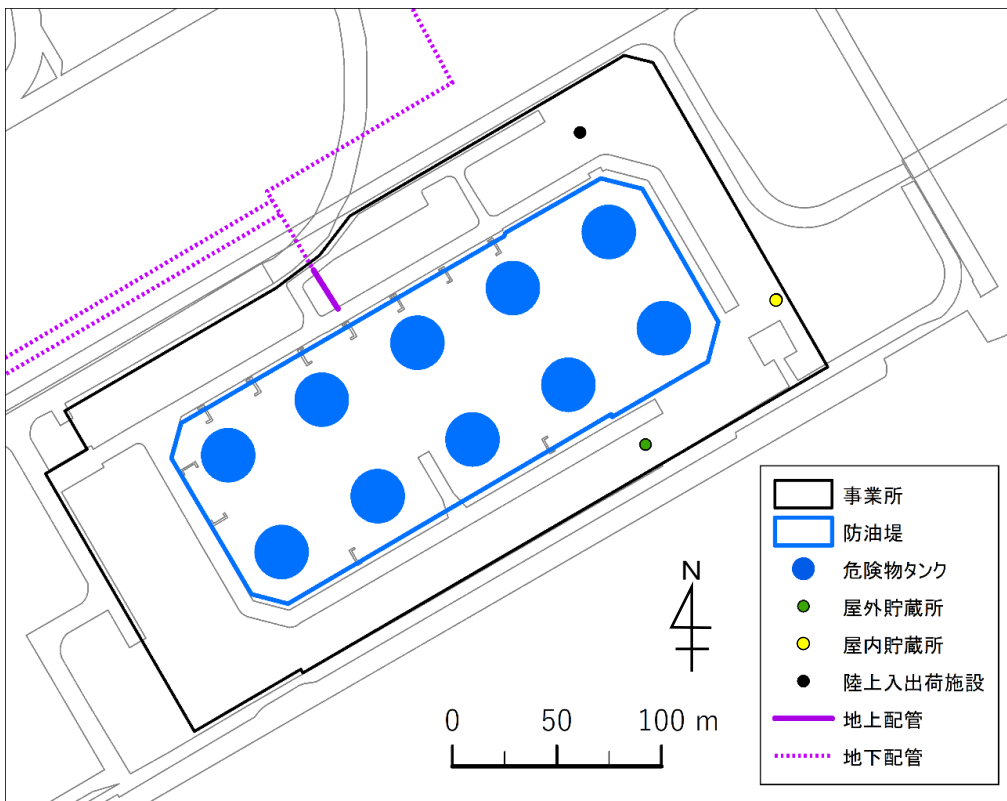 事業所
防油堤
危険物タンク
屋外貯蔵所
屋内貯蔵所
陸上入出荷施設
地上配管
地下配管
N
0 50 100 m